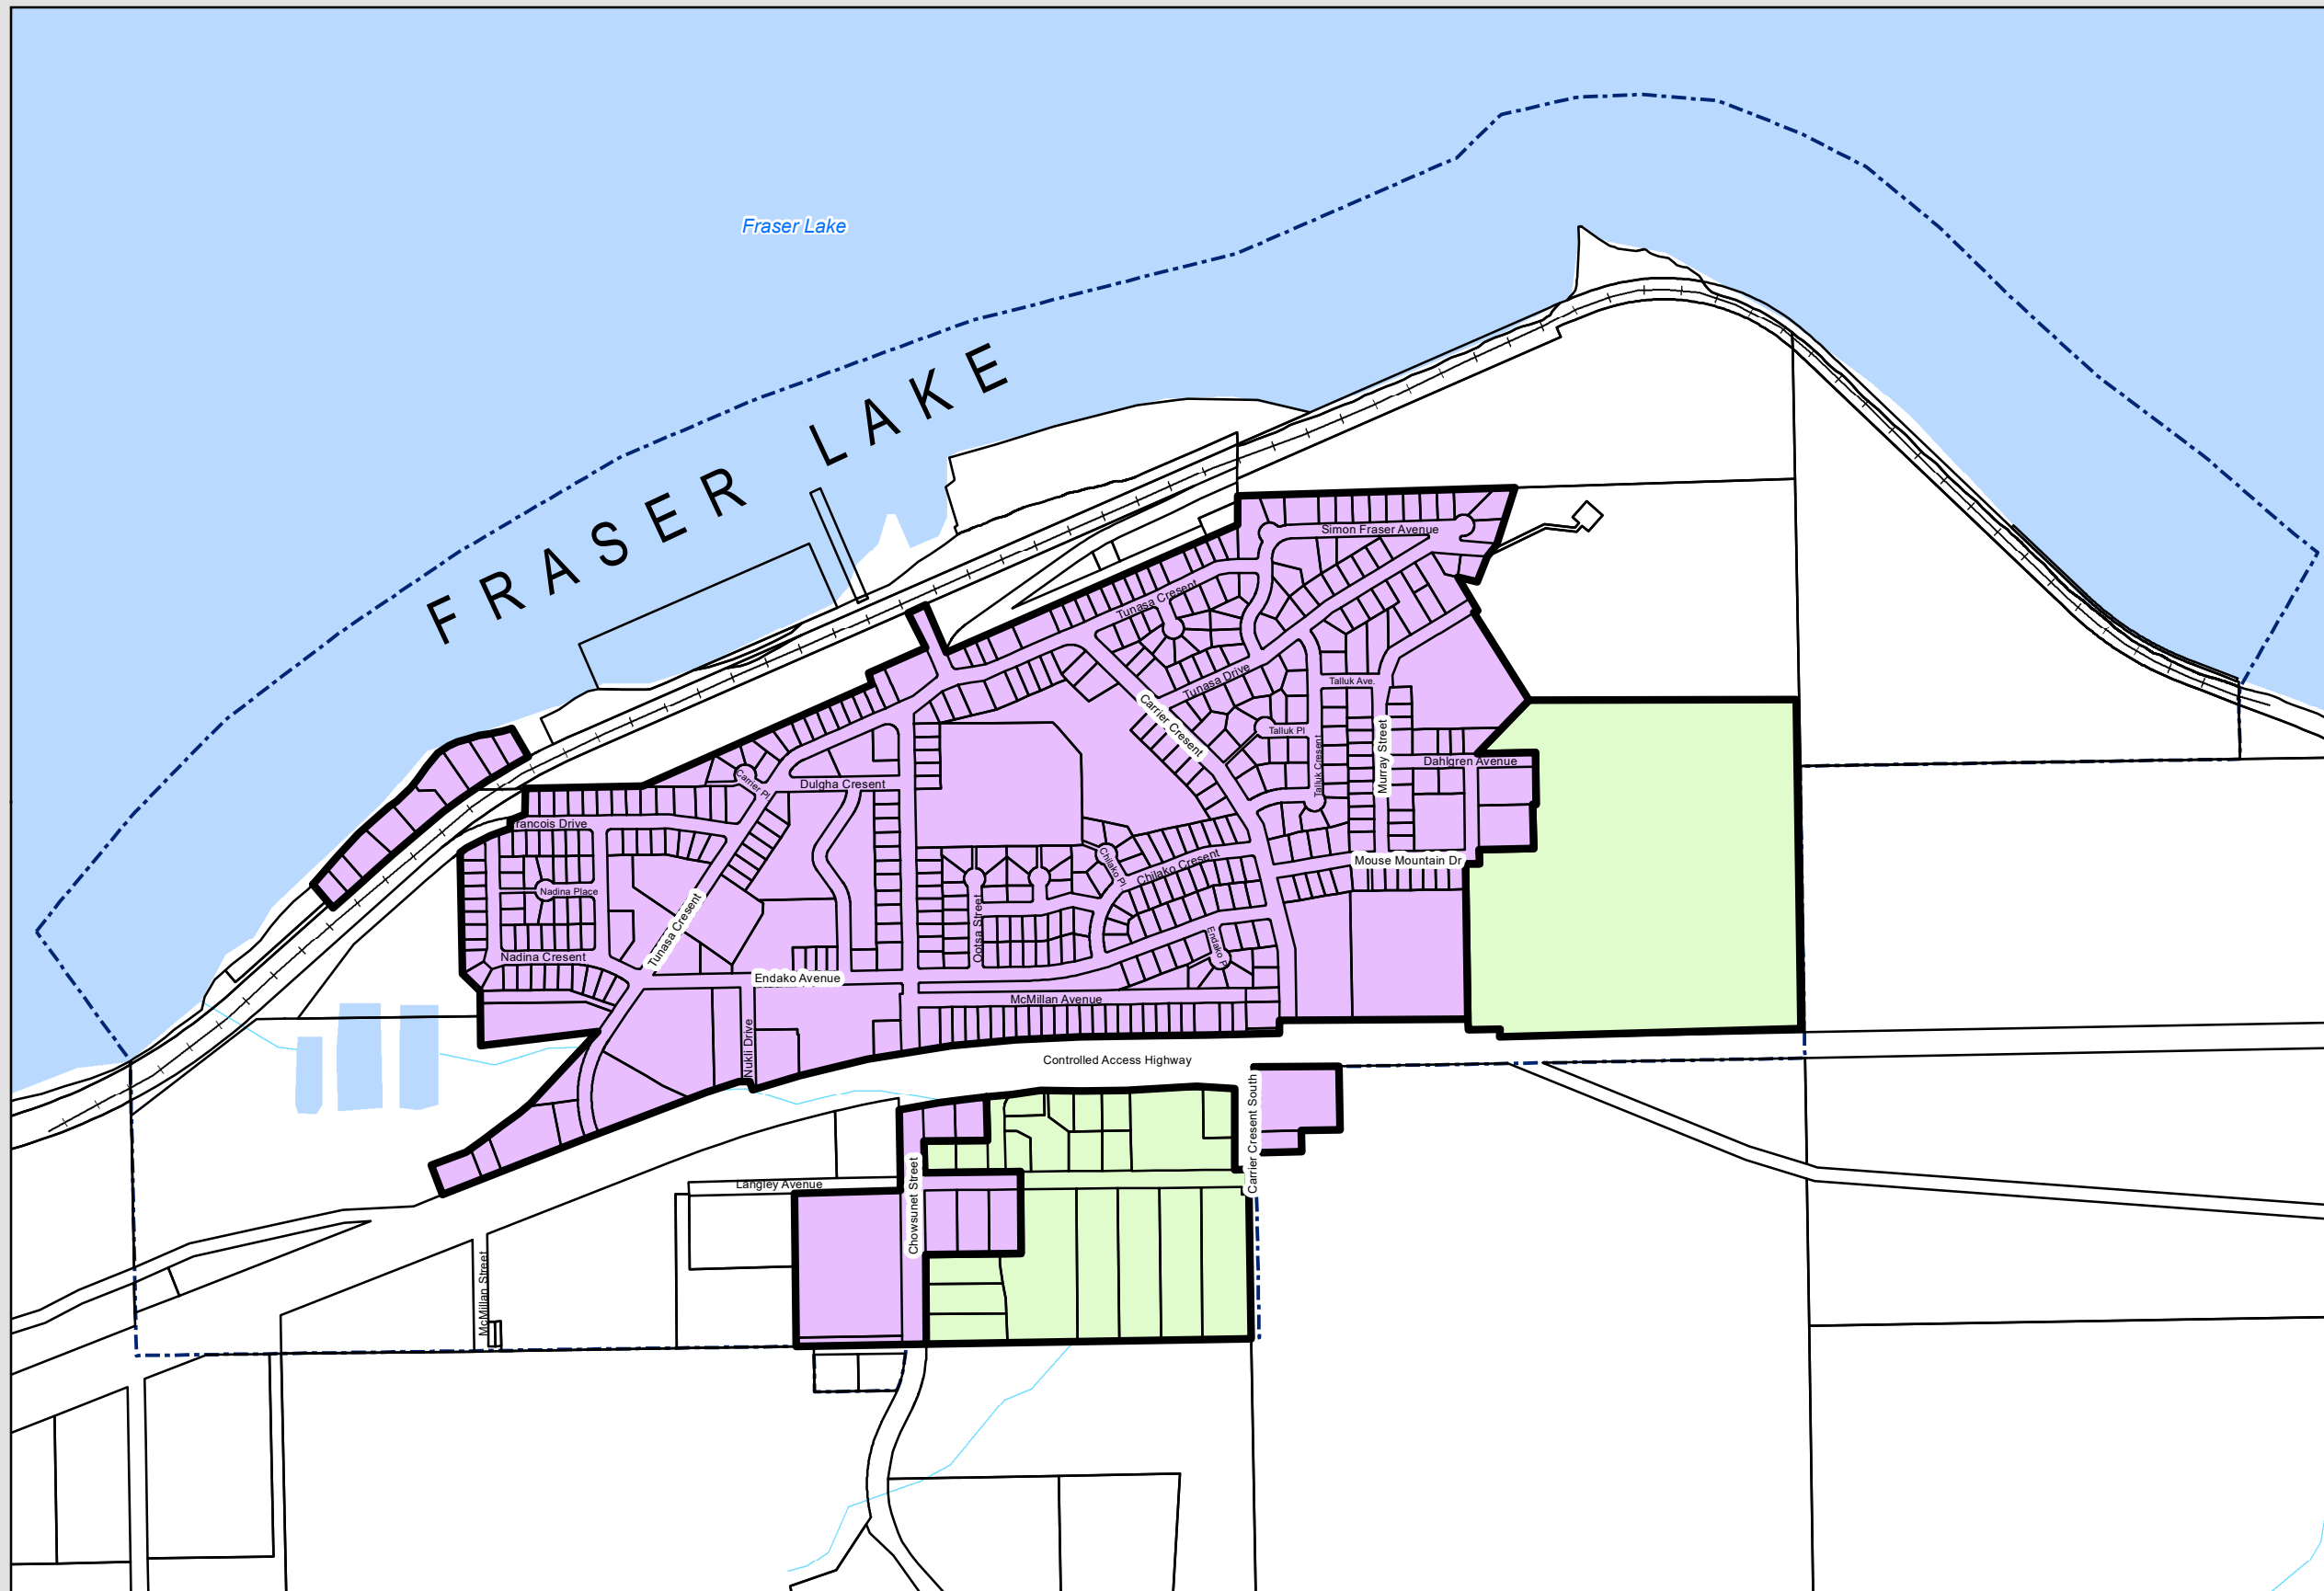 Fraser Lake
FRASER LAKE
Simon Fraser Avenue
Tunasa Cresent
Tunasa Drive
Talluk Ave.
Carrier Cresent
Talluk Pl
Murray Street
Talluk Cresent
Dahlgren Avenue
Carrier Pl
Dulgha Cresent
rancois Drive
Mouse Mountain Dr
Chilako Pl
Chilako Cresent
Nadina Place
Tunasa Cresent
Ootsa Street
Nadina Cresent
Endako P
Endako Avenue
McMillan Avenue
Nukli Drive
Controlled Access Highway
Carrier Cresent South
Langley Avenue
Chowsunet Street
McMillan Street